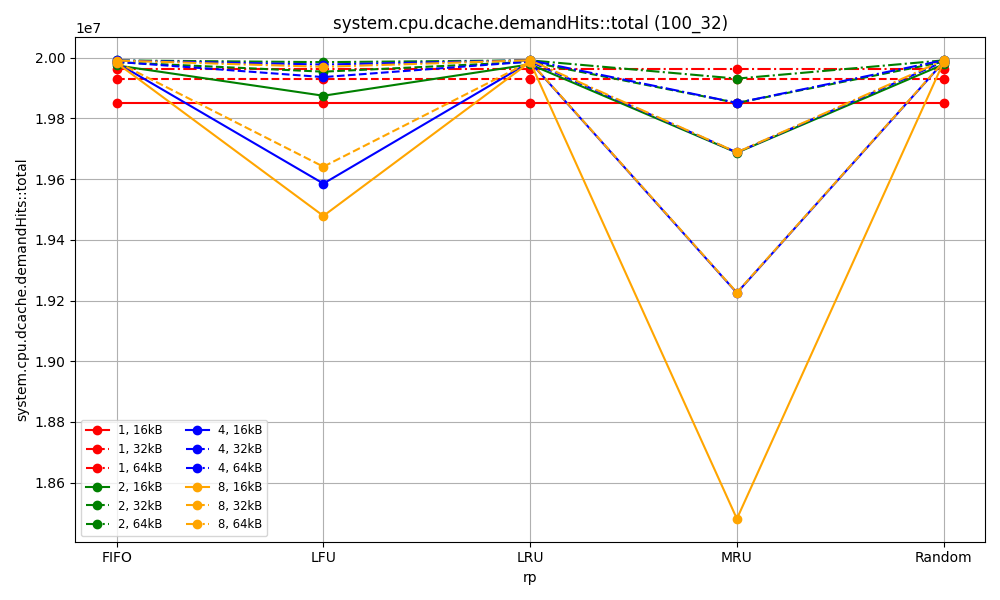 system.cpu.dcache.demandHits::total (100_32)
1e7
2.00
1.98
1.96
1.94
1.92
1.90
1.88
1.86
system.cpu.dcache.demandHits::total
1, 16kB
1, 32kB
1, 64kB
2, 16kB
2, 32kB
2, 64kB
4, 16kB
4, 32kB
4, 64kB
8, 16kB
8, 32kB
8, 64kB
FIFO LFU LRU MRU Random
rp